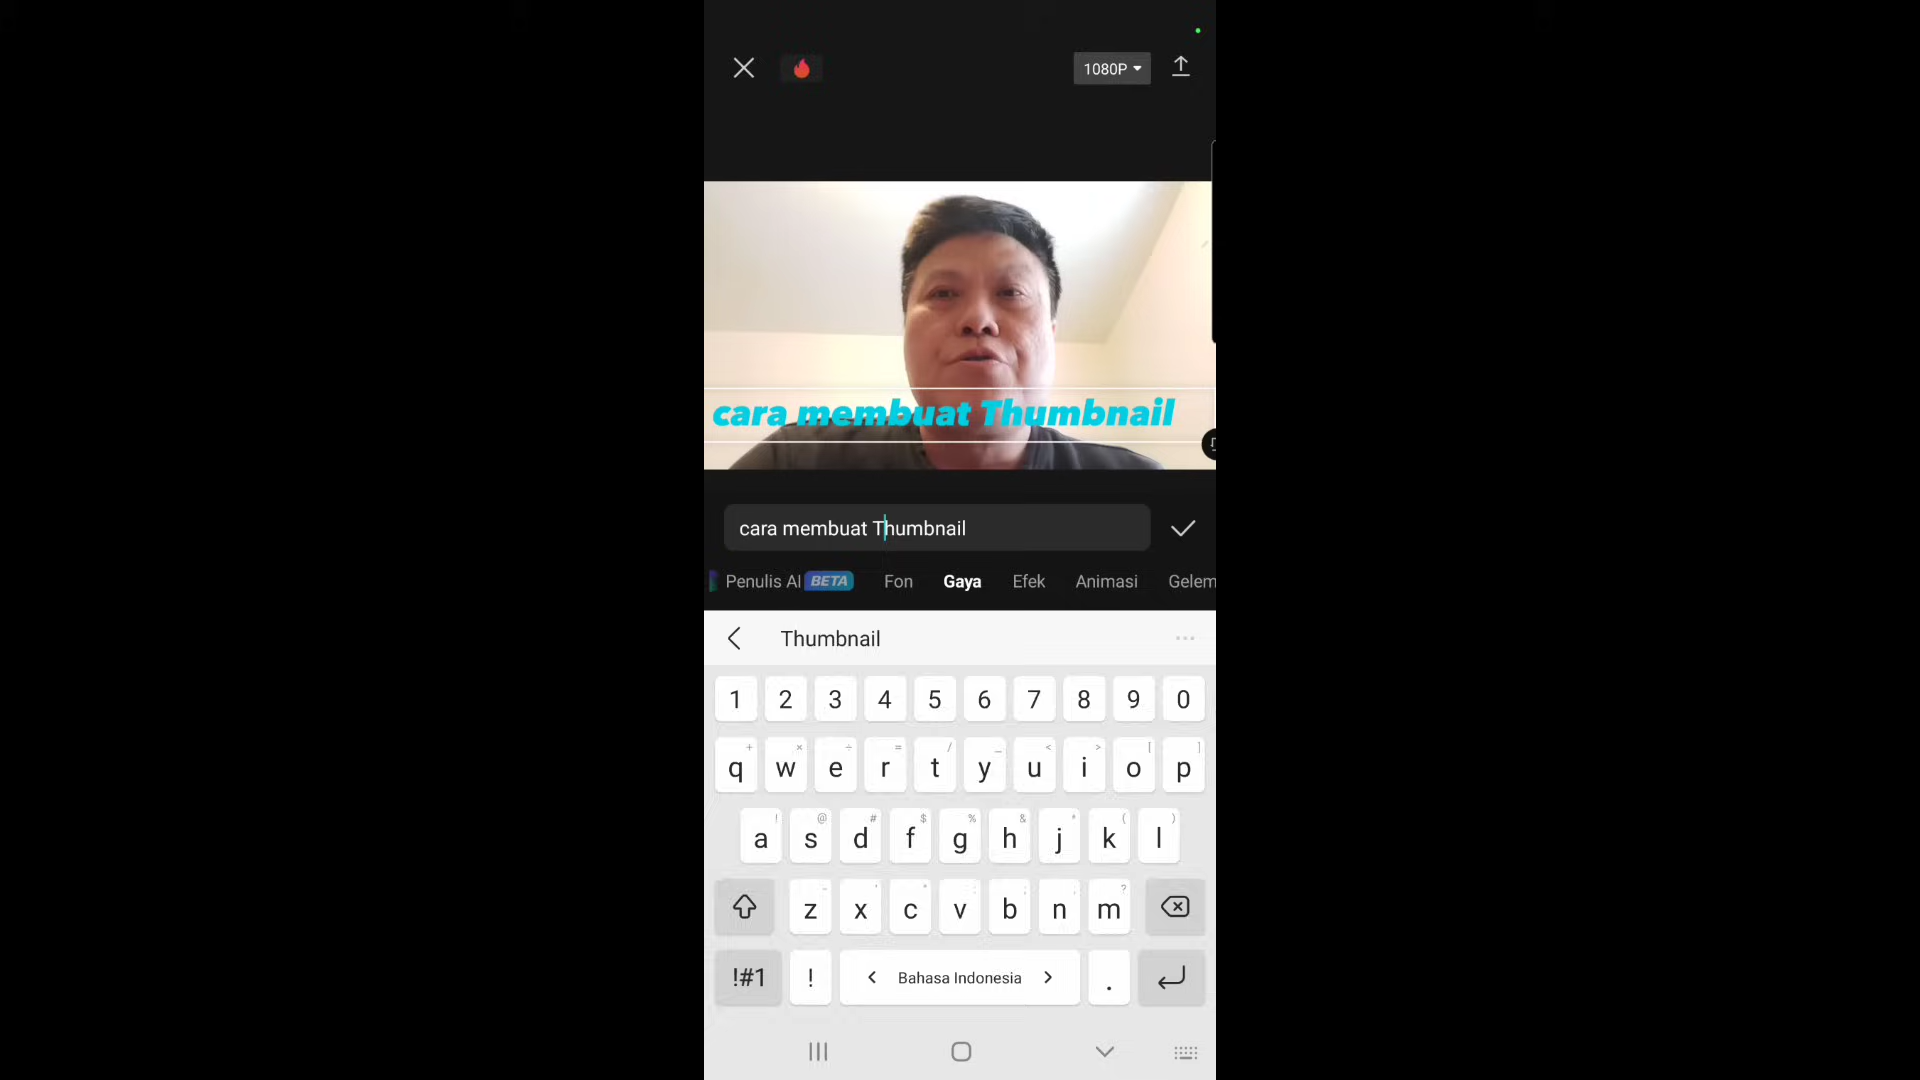 1080P
cara membuat Thumbnail
cara membuat Thumbnail
Penulis AI BETA Fon Gaya Efek Animasi Gelem
Thumbnail
1 2 3 4 5 6 7 8 9 0
q w e r t y u i o p
a s d f g h j k l
z x c v b n m
!#1 ! < Bahasa Indonesia > .